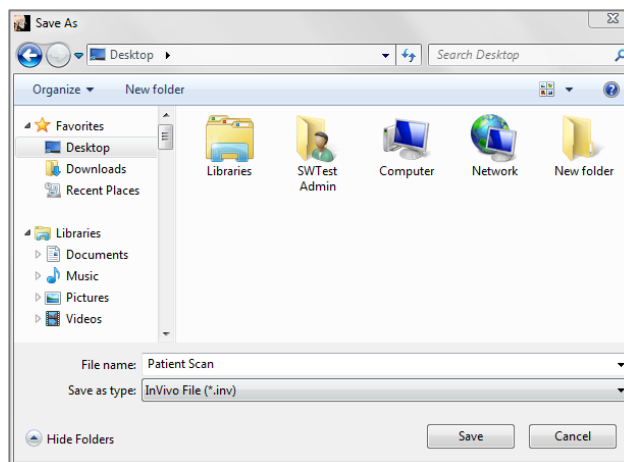 Save As
Desktop
Search Desktop
Organize
New folder
Favorites
Desktop
Downloads
Recent Places
Libraries
Documents
Music
Pictures
Videos
Libraries
SWTest Admin
Computer
Network
New folder
File name: Patient Scan
Save as type: InVivo File (*.inv)
Hide Folders
Save
Cancel